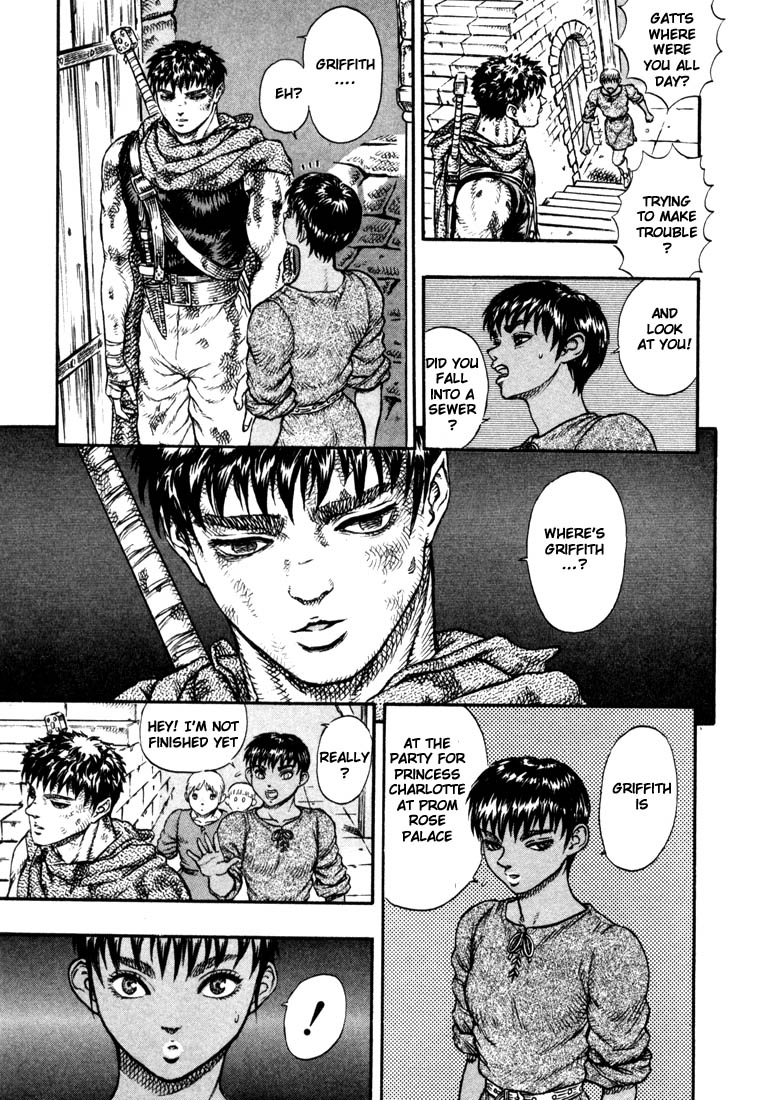 GATTS
WHERE
WERE
YOU ALL
DAY?
TRYING
TO MAKE
TROUBLE
?
GRIFFITH
....
EH?
AND
LOOK
AT YOU!
DID YOU
FALL
INTO A
SEWER
?
WHERE'S
GRIFFITH
...?
GRIFFITH
IS
AT THE
PARTY FOR
PRINCESS
CHARLOTTE
AT PROM
ROSE
PALACE
REALLY
?
HEY! I'M NOT
FINISHED YET
!